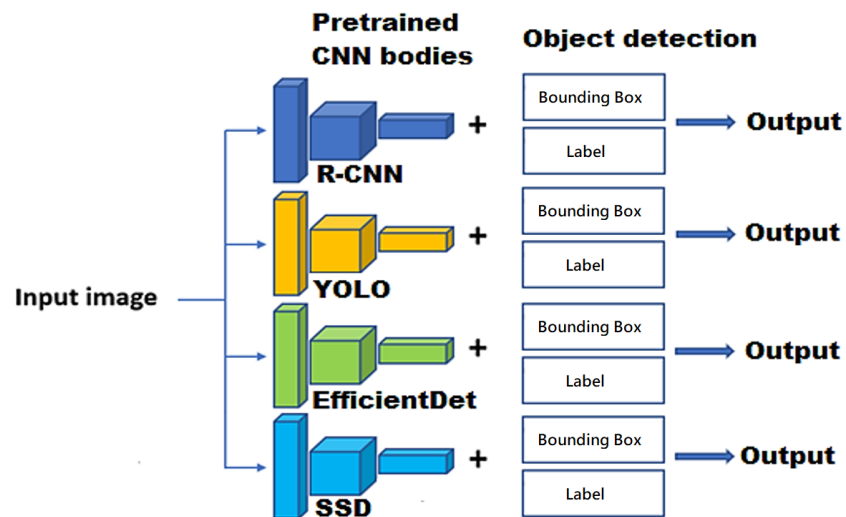 Pretrained
CNN bodies
Object detection
Input image
R-CNN
+
Bounding Box
Label
Output
YOLO
+
Bounding Box
Label
Output
EfficientDet
+
Bounding Box
Label
Output
SSD
+
Bounding Box
Label
Output